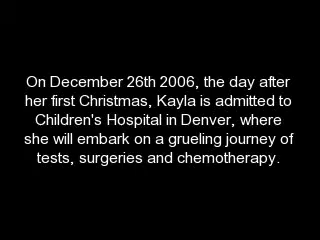 On December 26th 2006, the day after
her first Christmas, Kayla is admitted to
Children's Hospital in Denver, where
she will embark on a grueling journey of
tests, surgeries and chemotherapy.